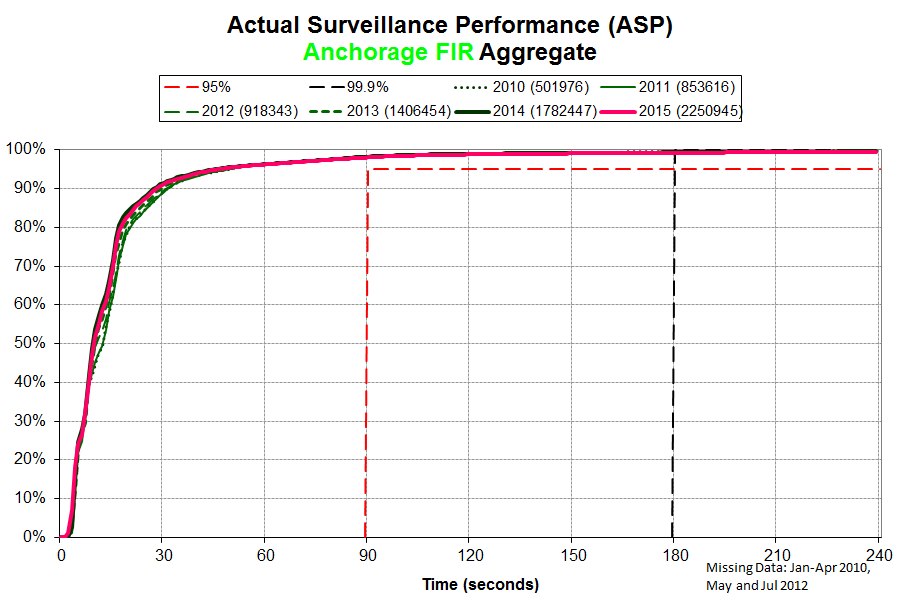 Actual Surveillance Performance (ASP)
Anchorage FIR Aggregate
95% 99.9% 2010 (501976) 2011 (853616)
2012 (918343) 2013 (1406454) 2014 (1782447) 2015 (2250945)
100%
90%
80%
70%
60%
50%
40%
30%
20%
10%
0%
0 30 60 90 120 150 180 210 240
Time (seconds)
Missing Data: Jan-Apr 2010,
May and Jul 2012